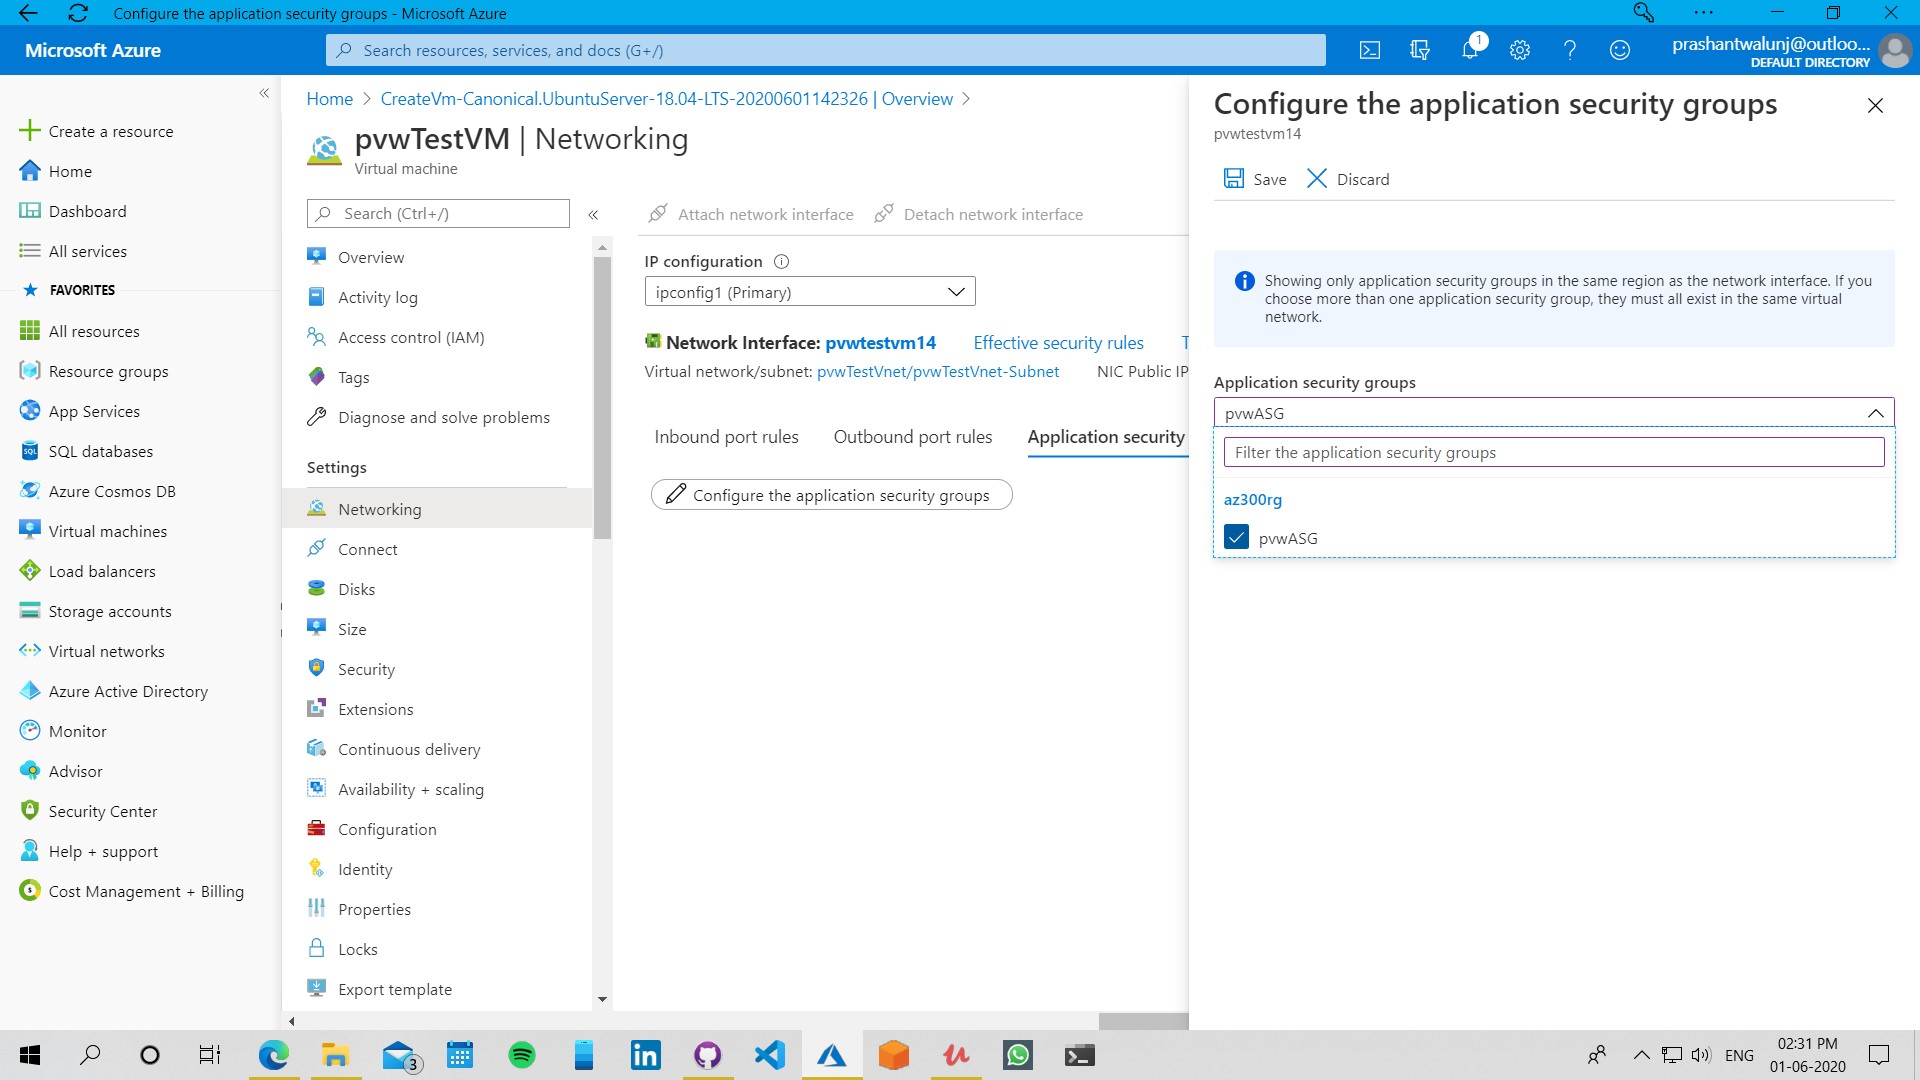 Configure the application security groups - Microsoft Azure
Microsoft Azure
Search resources, services, and docs (G+/)
1
prashantwalunj@outloo...
DEFAULT DIRECTORY
Create a resource
Home
Dashboard
All services
FAVORITES
All resources
Resource groups
App Services
SQL databases
Azure Cosmos DB
Virtual machines
Load balancers
Storage accounts
Virtual networks
Azure Active Directory
Monitor
Advisor
Security Center
Help + support
Cost Management + Billing
Home > CreateVm-Canonical.UbuntuServer-18.04-LTS-20200601142326 | Overview >
pvwTestVM | Networking
Virtual machine
Search (Ctrl+/)
Overview
Activity log
Access control (IAM)
Tags
Diagnose and solve problems
Settings
Networking
Connect
Disks
Size
Security
Extensions
Continuous delivery
Availability + scaling
Configuration
Identity
Properties
Locks
Export template
Attach network interface Detach network interface
IP configuration
ipconfig1 (Primary)
Network Interface: pvwtestvm14 Effective security rules T
Virtual network/subnet: pvwTestVnet/pvwTestVnet-Subnet NIC Public IP
Inbound port rules Outbound port rules Application security
Configure the application security groups
Configure the application security groups
pvwtestvm14
Save Discard
Showing only application security groups in the same region as the network interface. If you
choose more than one application security group, they must all exist in the same virtual
network.
Application security groups
pvwASG
Filter the application security groups
az300rg
pvwASG
3
ENG
02:31 PM
01-06-2020